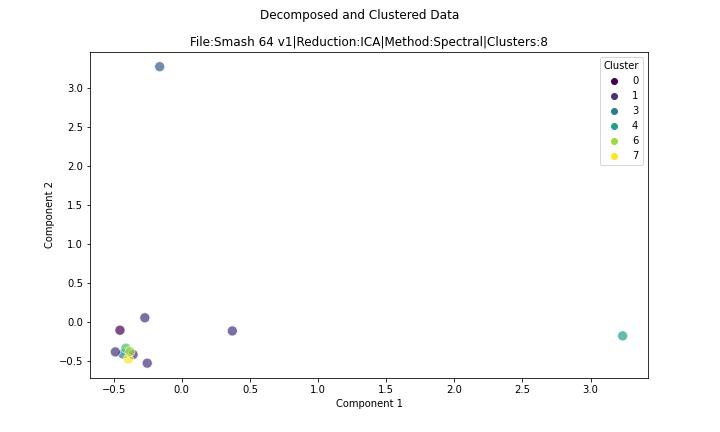 Decomposed and Clustered Data
File:Smash 64 v1|Reduction:ICA|Method:Spectral|Clusters:8
Cluster
0
1
3
4
6
7
Component 2
3.0
2.5
2.0
1.5
1.0
0.5
0.0
−0.5
−0.5 0.0 0.5 1.0 1.5 2.0 2.5 3.0
Component 1